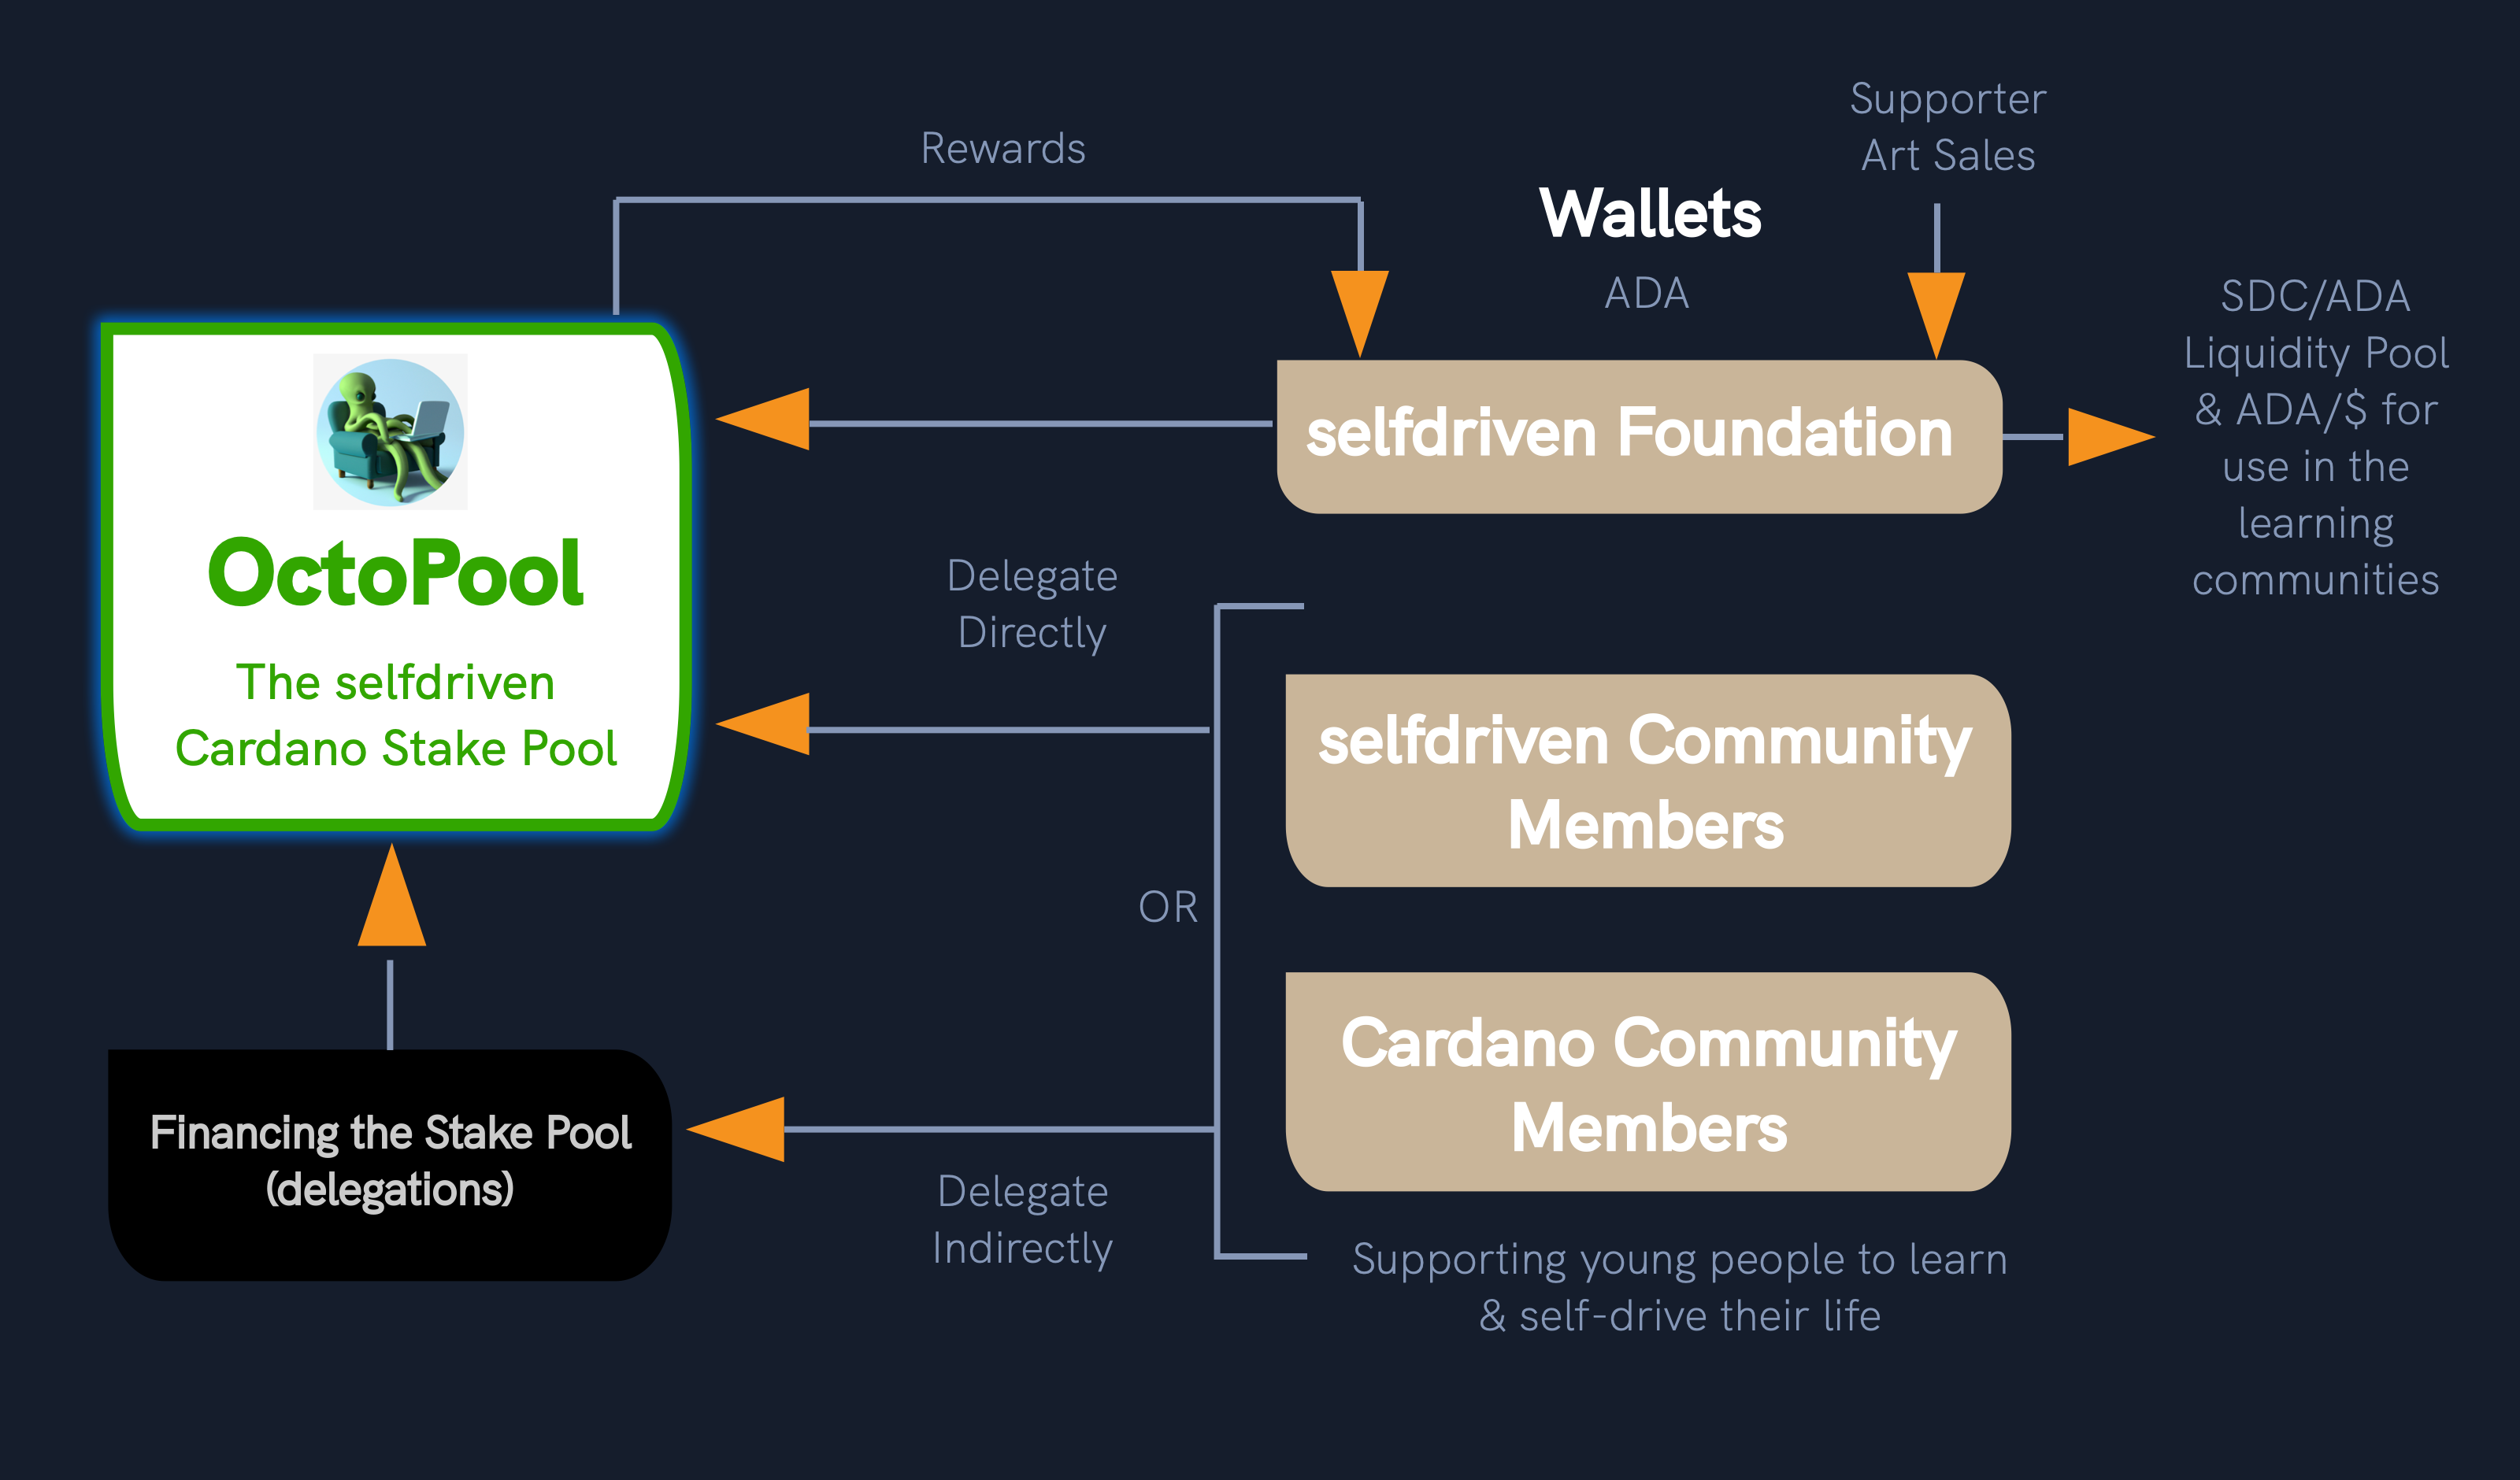 Rewards
Supporter
Art Sales
Wallets
ADA
SDC/ADA
Liquidity Pool
& ADA/$ for
use in the
learning
communities
selfdriven Foundation
OctoPool
The selfdriven
Cardano Stake Pool
Delegate
Directly
selfdriven Community
Members
OR
Cardano Community
Members
Financing the Stake Pool
(delegations)
Delegate
Indirectly
Supporting young people to learn
& self-drive their life